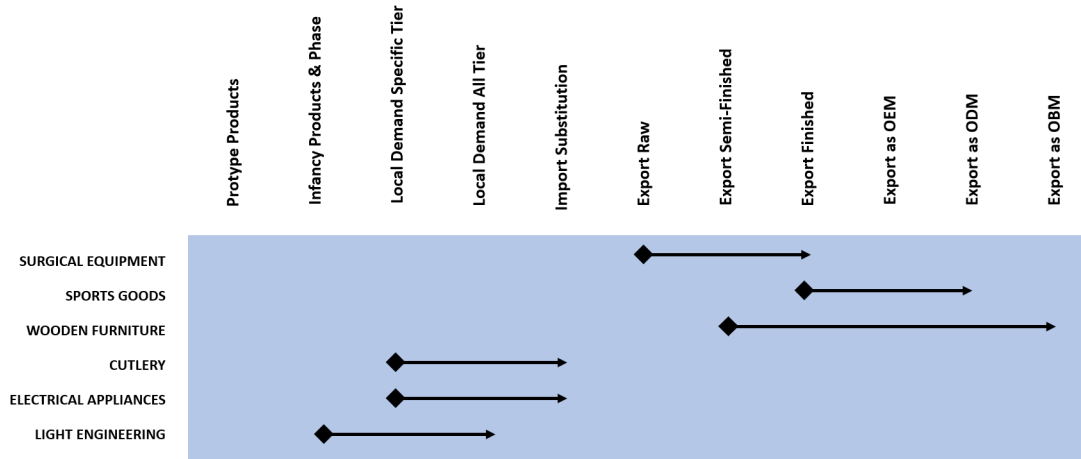 Protype Products
Infancy Products & Phase
Local Demand Specific Tier
Local Demand All Tier
Import Substitution
Export Raw
Export Semi-Finished
Export Finished
Export as OEM
Export as ODM
Export as OBM
SURGICAL EQUIPMENT
SPORTS GOODS
WOODEN FURNITURE
CUTLERY
ELECTRICAL APPLIANCES
LIGHT ENGINEERING